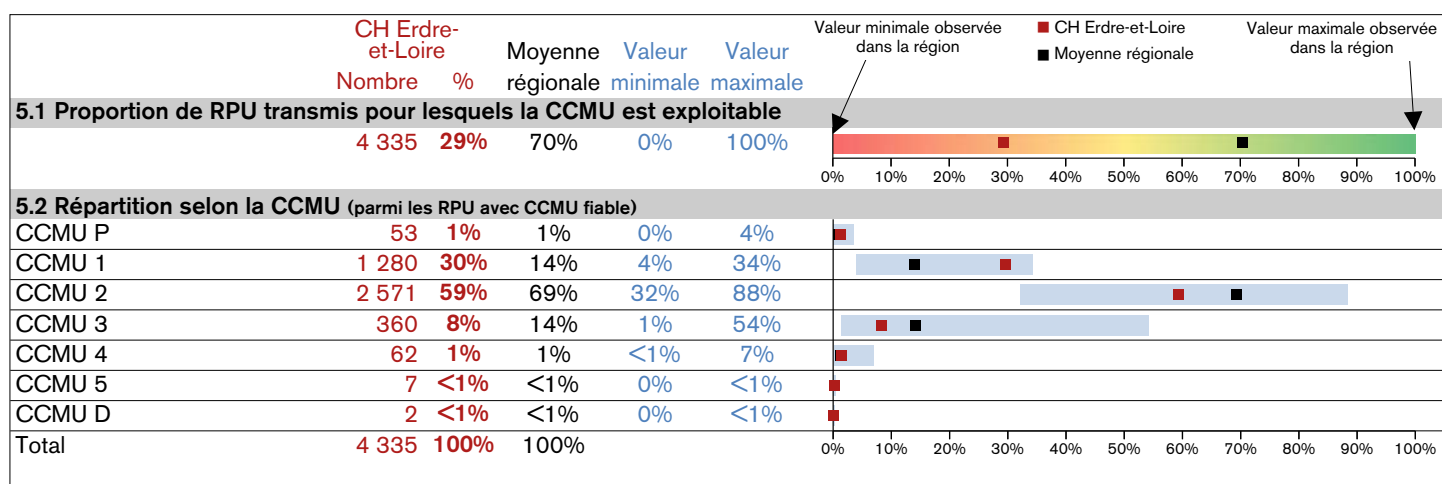 CH Erdre-
et-Loire
Moyenne Valeur Valeur
Nombre % régionale minimale maximale
Valeur minimale observée
dans la région
CH Erdre-et-Loire
Moyenne régionale
Valeur maximale observée
dans la région
5.1 Proportion de RPU transmis pour lesquels la CCMU est exploitable
4 335 29% 70% 0% 100%
0% 10% 20% 30% 40% 50% 60% 70% 80% 90% 100%
5.2 Répartition selon la CCMU (parmi les RPU avec CCMU fiable)
CCMU P 53 1% 1% 0% 4%
CCMU 1 1 280 30% 14% 4% 34%
CCMU 2 2 571 59% 69% 32% 88%
CCMU 3 360 8% 14% 1% 54%
CCMU 4 62 1% 1% <1% 7%
CCMU 5 7 <1% <1% 0% <1%
CCMU D 2 <1% <1% 0% <1%
Total 4 335 100% 100%
0% 10% 20% 30% 40% 50% 60% 70% 80% 90% 100%